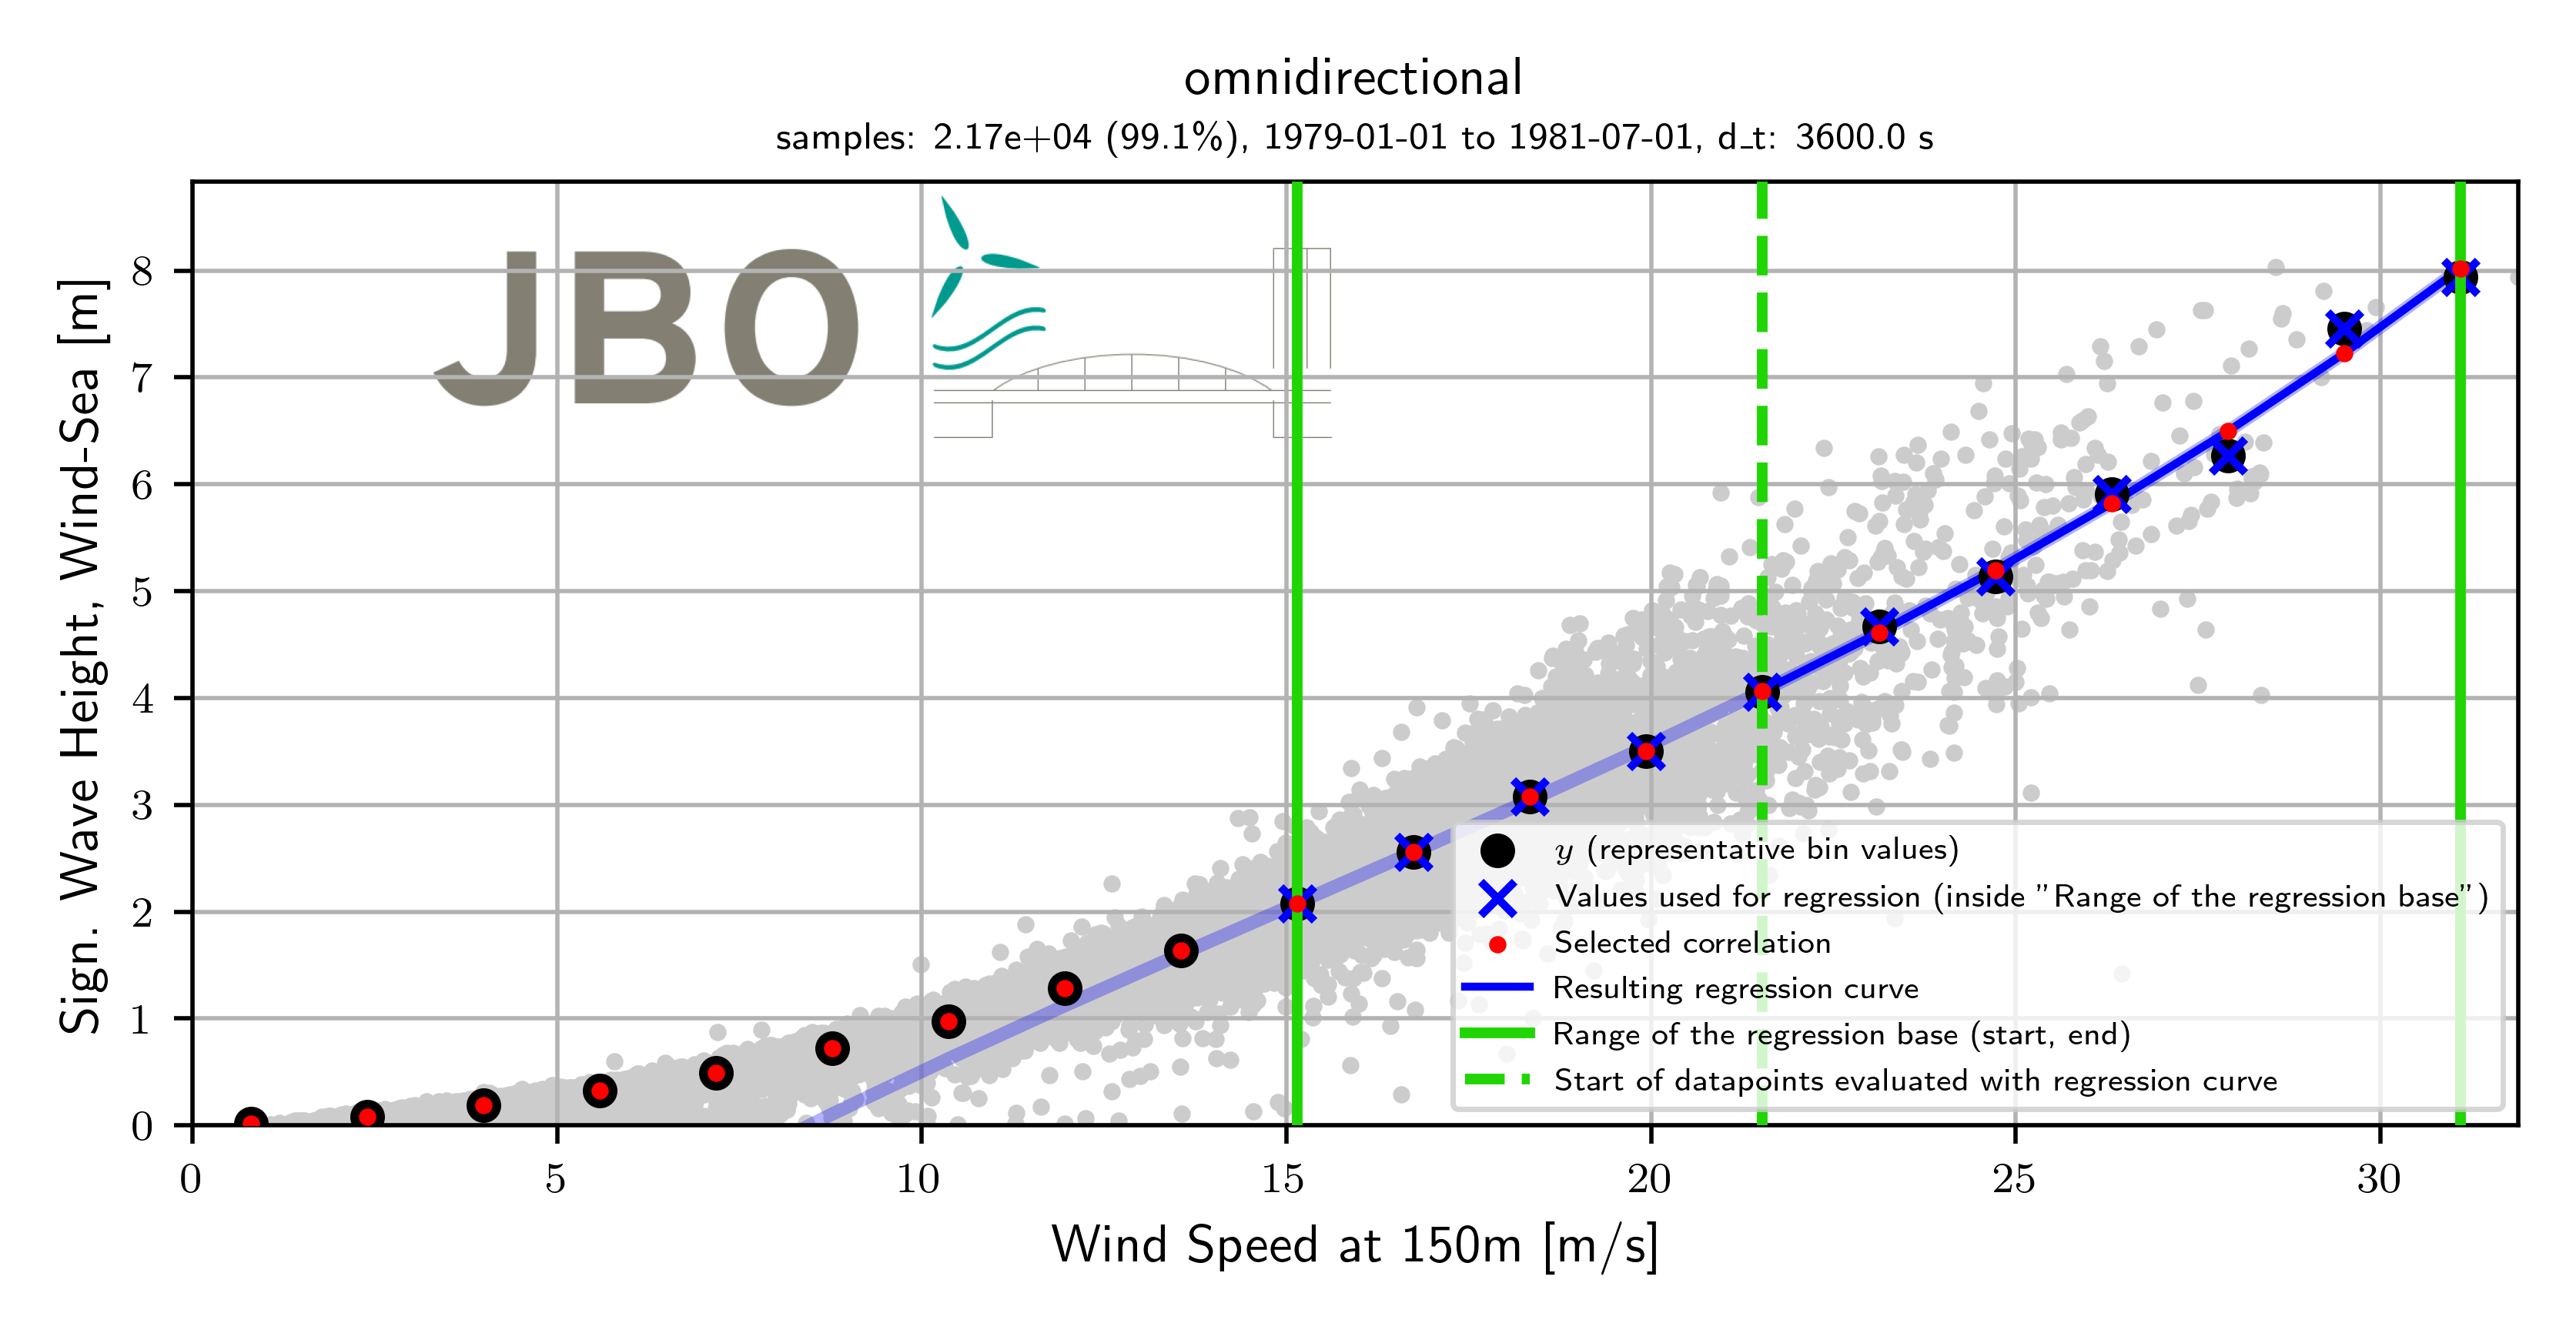 omnidirectional
samples: 2.17e+04 (99.1%), 1979-01-01 to 1981-07-01, d_t: 3600.0 s
JBO
Sign. Wave Height, Wind-Sea [m]
8
7
6
5
4
3
2
1
0
y (representative bin values)
Values used for regression (inside "Range of the regression base")
Selected correlation
Resulting regression curve
Range of the regression base (start, end)
Start of datapoints evaluated with regression curve
0 5 10 15 20 25 30
Wind Speed at 150m [m/s]